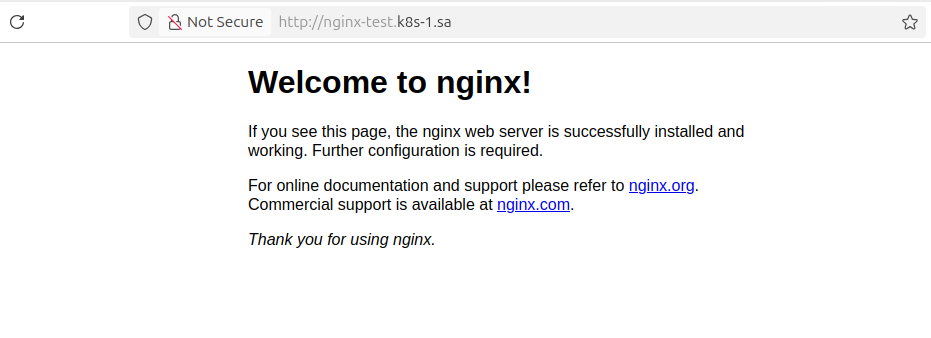 Not Secure http://nginx-test.k8s-1.sa
Welcome to nginx!
If you see this page, the nginx web server is successfully installed and
working. Further configuration is required.
For online documentation and support please refer to nginx.org.
Commercial support is available at nginx.com.
Thank you for using nginx.